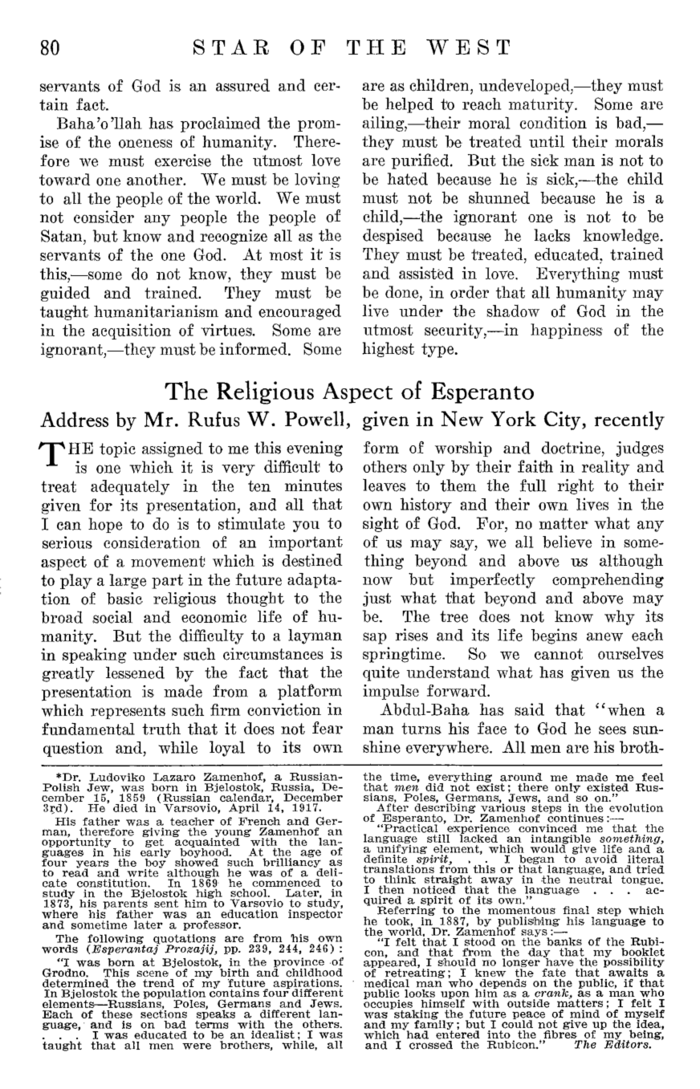 80 STAR OF THE WEST
servants of God is an assured and cer-
tain fact.
Baha'o'llah has proclaimed the prom-
ise of the oneness of humanity. There-
fore we must exercise the utmost love
toward one another. We must be loving
to all the people of the world. We must
not consider any people the people of
Satan, but know and recognize all as the
servants of the one God. At most it is
this,—some do not know, they must be
guided and trained. They must be
taught humanitarianism and encouraged
in the acquisition of virtues. Some are
ignorant,—they must be informed. Some
are as children, undeveloped,—they must
be helped to reach maturity. Some are
ailing,—their moral condition is bad,—
they must be treated until their morals
are purified. But the sick man is not to
be hated because he is sick,—the child
must not be shunned because he is a
child,—the ignorant one is not to be
despised because he lacks knowledge.
They must be treated, educated, trained
and assisted in love. Everything must
be done, in order that all humanity may
live under the shadow of God in the
utmost security,—in happiness of the
highest type.
The Religious Aspect of Esperanto
Address by Mr. Rufus W. Powell, given in New York City, recently
THE topic assigned to me this evening
is one which it is very difficult to
treat adequately in the ten minutes
given for its presentation, and all that
I can hope to do is to stimulate you to
serious consideration of an important
aspect of a movement which is destined
to play a large part in the future adapta-
tion of basic religious thought to the
broad social and economic life of hu-
manity. But the difficulty to a layman
in speaking under such circumstances is
greatly lessened by the fact that the
presentation is made from a platform
which represents such firm conviction in
fundamental truth that it does not fear
question and, while loyal to its own
form of worship and doctrine, judges
others only by their faith in reality and
leaves to them the full right to their
own history and their own lives in the
sight of God. For, no matter what any
of us may say, we all believe in some-
thing beyond and above us although
now but imperfectly comprehending
just what that beyond and above may
be. The tree does not know why its
sap rises and its life begins anew each
springtime. So we cannot ourselves
quite understand what has given us the
impulse forward.
Abdul-Baha has said that "when a
man turns his face to God he sees sun-
shine everywhere. All men are his broth-
*Dr. Ludoviko Lazaro Zamenhof, a Russian-
Polish Jew, was born in Bjelostok, Russia, De-
cember 15, 1859 (Russian calendar, December
3rd). He died in Varsovio, April 14, 1917.
His father was a teacher of French and Ger-
man, therefore giving the young Zamenhof an
opportunity to get acquainted with the lan-
guages in his early boyhood. At the age of
four years the boy showed such brilliancy as
to read and write although he was of a deli-
cate constitution. In 1869 he commenced to
study in the Bjelostok high school. Later, in
1873, his parents sent him to Varsovio to study,
where his father was an education inspector
and sometime later a professor.
The following quotations are from his own
words (Esperantaj Prozajij, pp. 239, 244, 246) :
"I was born at Bjelostok, in the province of
Grodno. This scene of my birth and childhood
determined the trend of my future aspirations.
In Bjelostok the population contains four different
elements—Russians, Poles, Germans and Jews.
Each of these sections speaks a different lan-
guage, and is on bad terms with the others.
. . . I was educated to be an idealist; I was
taught that all men were brothers, while, all
the time, everything around me made me feel
that men did not exist; there only existed Rus-
sians, Poles, Germans, Jews, and so on."
After describing various steps in the evolution
of Esperanto, Dr. Zamenhof continues:—
"Practical experience convinced me that the
language still lacked an intangible something,
a unifying element, which would give life and a
definite spirit, . . I began to avoid literal
translations from this or that language, and tried
to think straight away in the neutral tongue.
I then noticed that the language . . . ac-
quired a spirit of its own."
Referring to the momentous final step which
he took, in 1887, by publishing his language to
the world, Dr. Zamenhof says:—
"I felt that I stood on the banks of the Rubi-
con, and that from the day that my booklet
appeared, I should no longer have the possibility
of retreating; I knew the fate that awaits a
medical man who depends on the public, if that
public looks upon him as a crank, as a man who
occupies himself with outside matters; I felt I
was staking the future peace of mind of myself
and my family; but I could not give up the idea,
which had entered into the fibres of my being,
and I crossed the Rubicon." The Editors.